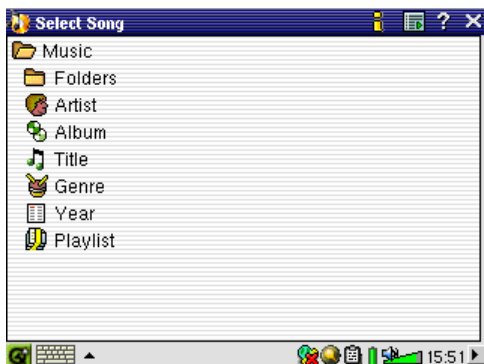 Select Song ?
Music
Folders
Artist
Album
Title
Genre
Year
Playlist
15:51